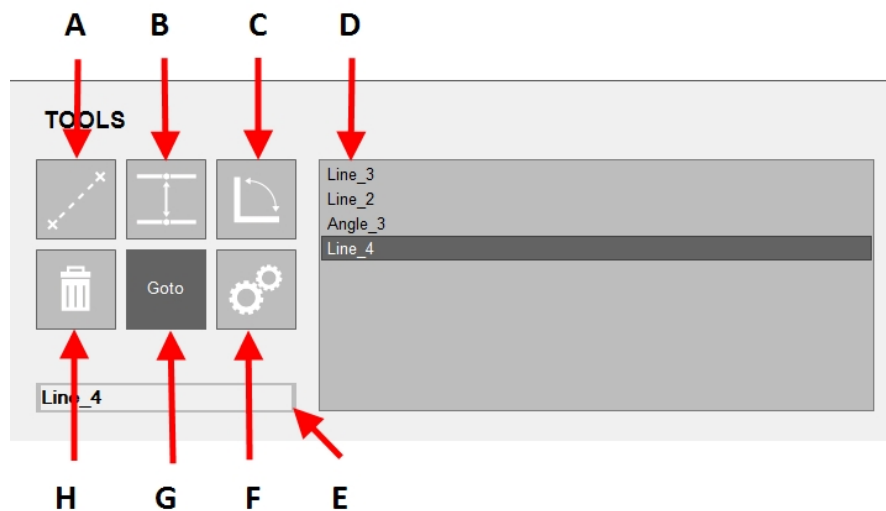 A B C D
TOOLS
Line_3
Line_2
Angle_3
Line_4
Goto
Line_4
H G F E